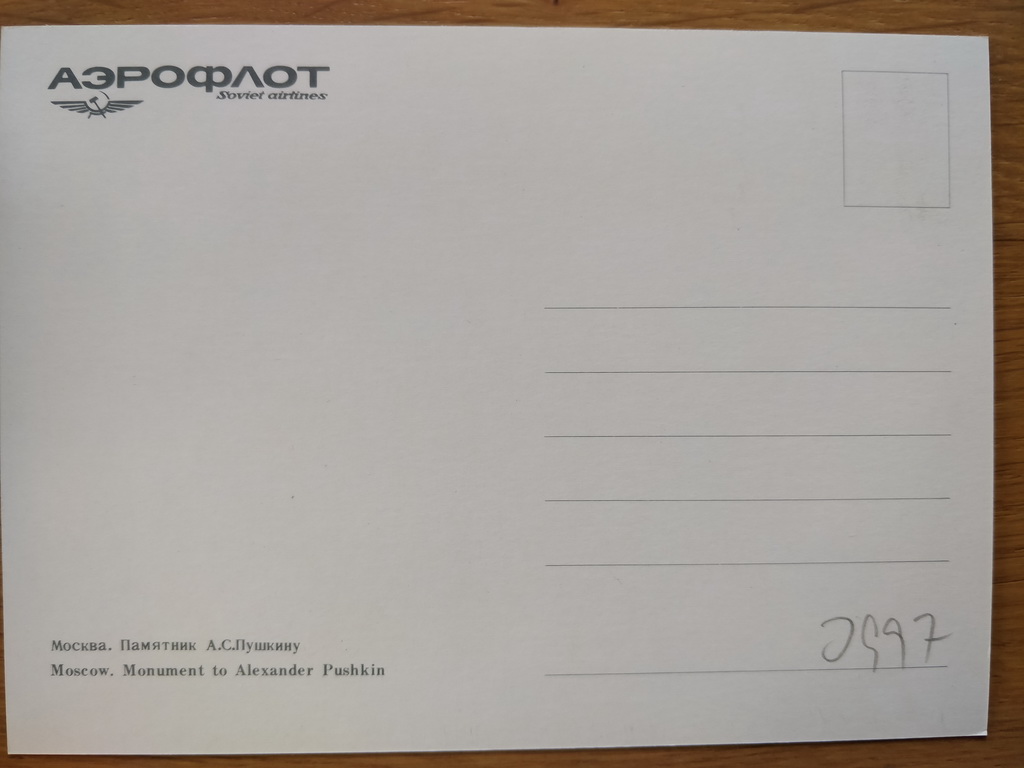 АЭРОФЛОТ
Soviet airlines
Москва. Памятник А.С.Пушкину
Moscow. Monument to Alexander Pushkin